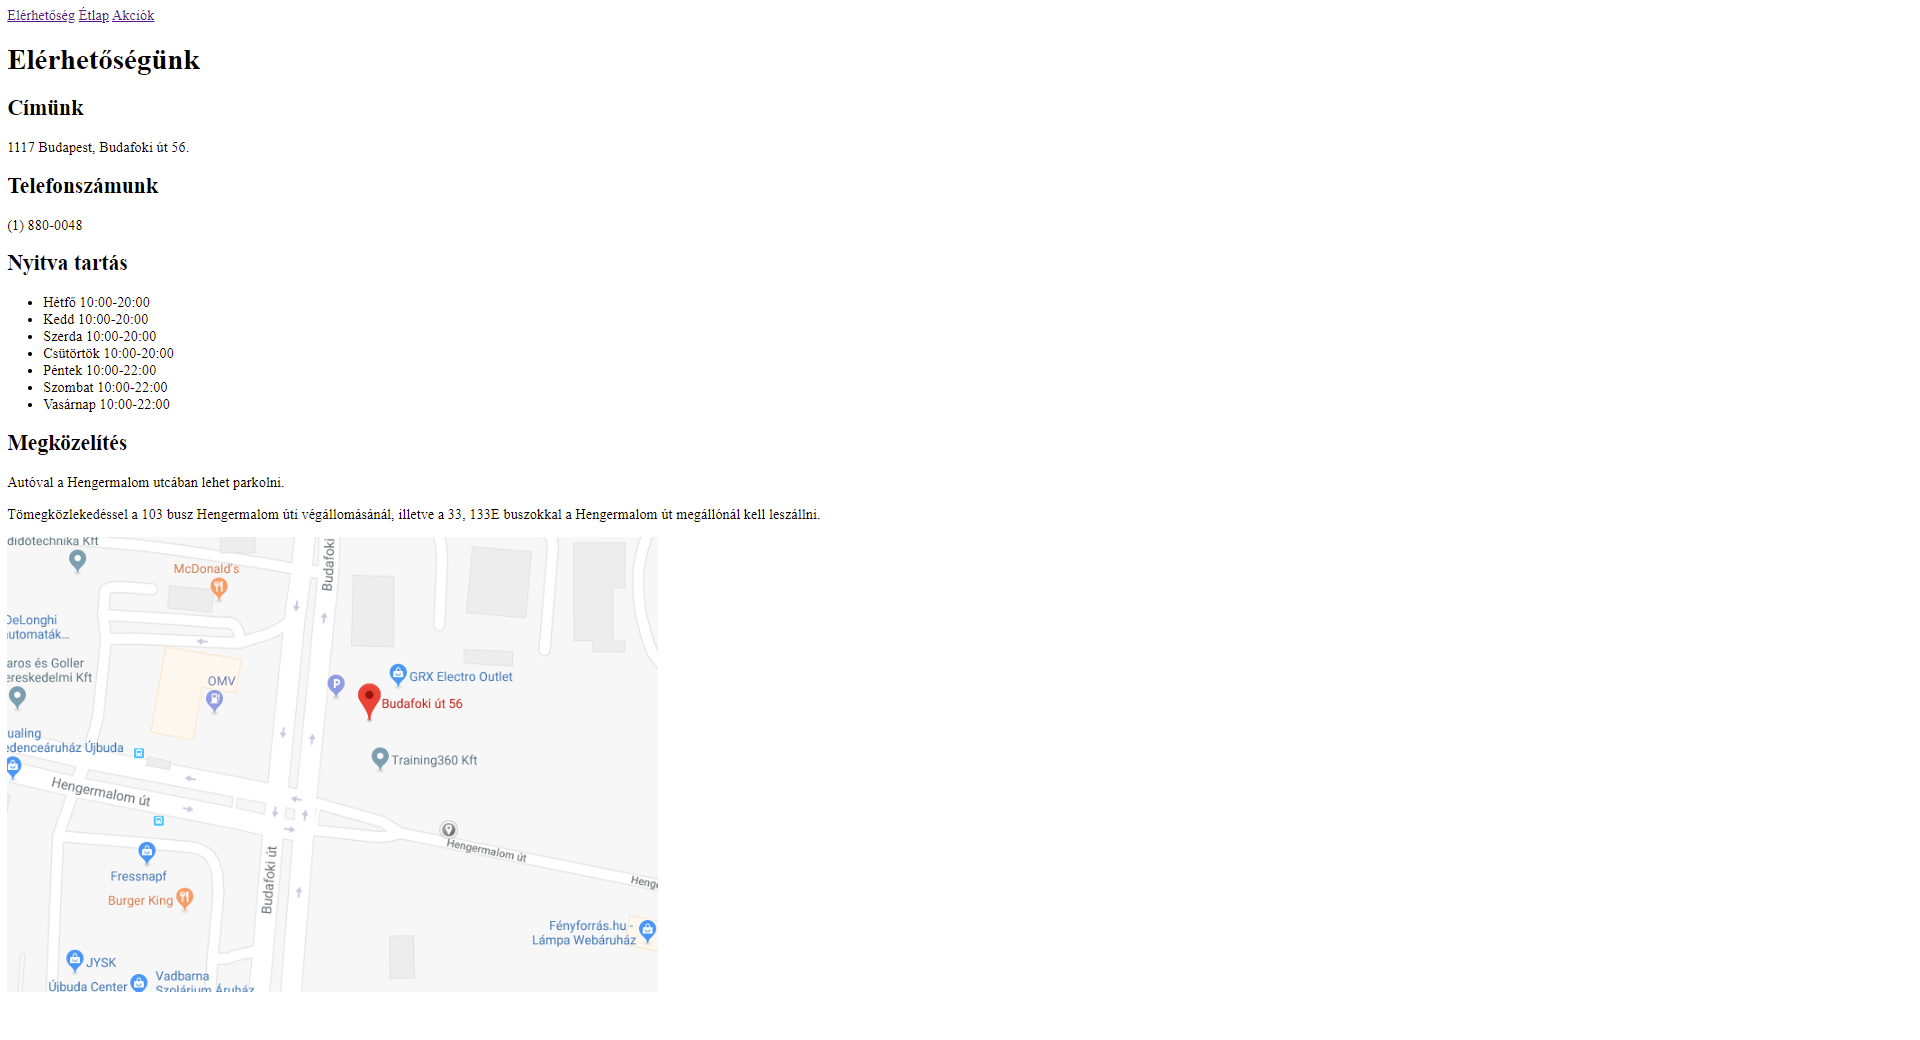 Elérhetőség Étlap Akciók
Elérhetőségünk
Címünk
1117 Budapest, Budafoki út 56.
Telefonszámunk
(1) 880-0048
Nyitva tartás
Hétfő 10:00-20:00
Kedd 10:00-20:00
Szerda 10:00-20:00
Csütörtök 10:00-20:00
Péntek 10:00-22:00
Szombat 10:00-22:00
Vasárnap 10:00-22:00
Megközelítés
Autóval a Hengermalom utcában lehet parkolni.
Tömegközlekedéssel a 103 busz Hengermalom úti végállomásánál, illetve a 33, 133E buszokkal a Hengermalom út megállónál kell leszállni.
didótechnika Kft
Budafoki
McDonald's
DeLonghi
utomaták...
aros és Goller
ereskedelmi Kft
OMV
P
GRX Electro Outlet
Budafoki út 56
ualing
edenceáruház Újbuda
Training360 Kft
Hengermalom út
Hengermalom út
Henge
Budafoki út
Fressnapf
Burger King
Fényforrás.hu -
Lámpa Webáruház
JYSK
Újbuda Center
Vadbarna
Szolárium Áruház